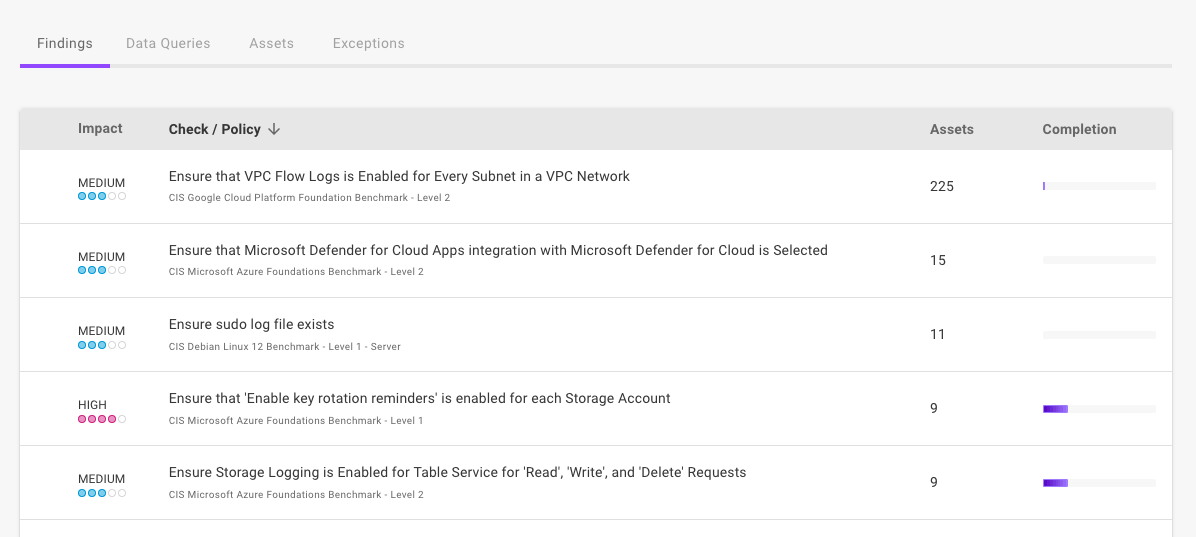 Findings Data Queries Assets Exceptions
Impact Check / Policy Assets Completion
MEDIUM
Ensure that VPC Flow Logs is Enabled for Every Subnet in a VPC Network
CIS Google Cloud Platform Foundation Benchmark - Level 2
225
MEDIUM
Ensure that Microsoft Defender for Cloud Apps integration with Microsoft Defender for Cloud is Selected
CIS Microsoft Azure Foundations Benchmark - Level 2
15
MEDIUM
Ensure sudo log file exists
CIS Debian Linux 12 Benchmark - Level 1 - Server
11
HIGH
Ensure that 'Enable key rotation reminders' is enabled for each Storage Account
CIS Microsoft Azure Foundations Benchmark - Level 1
9
MEDIUM
Ensure Storage Logging is Enabled for Table Service for 'Read', 'Write', and 'Delete' Requests
CIS Microsoft Azure Foundations Benchmark - Level 2
9